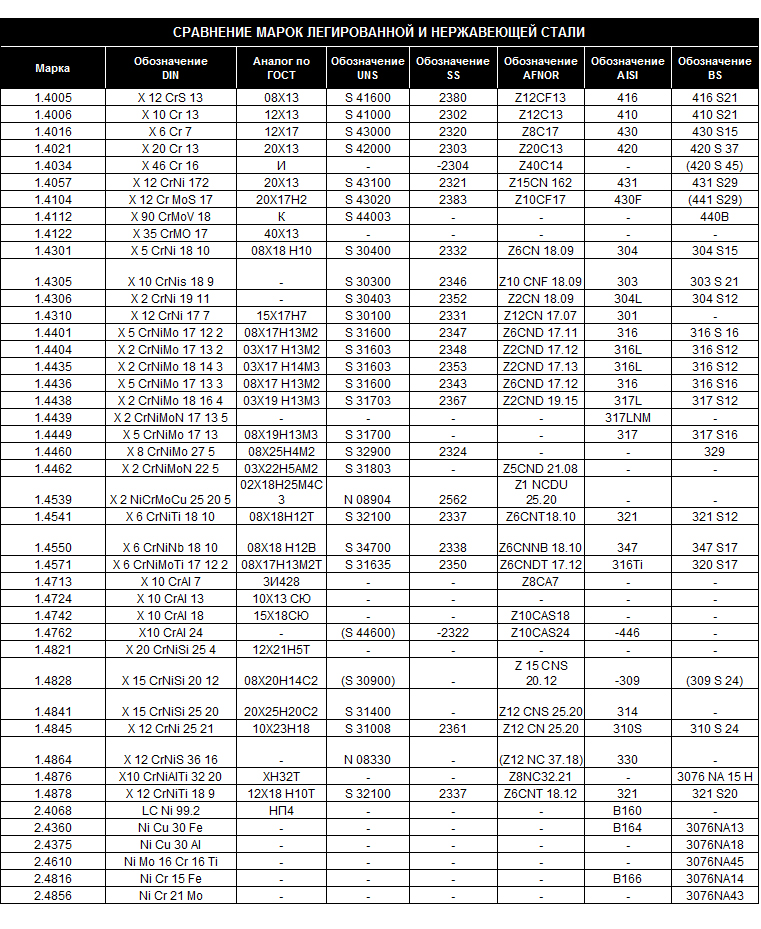 СРАВНЕНИЕ МАРОК ЛЕГИРОВАННОЙ И НЕРЖАВЕЮЩЕЙ СТАЛИ
Марка Обозначение DIN Аналог по ГОСТ Обозначение UNS Обозначение SS Обозначение AFNOR Обозначение AISI Обозначение BS
1.4005 X 12 CrS 13 08X13 S 41600 2380 Z12CF13 416 416 S21
1.4006 X 10 Cr 13 12X13 S 41000 2302 Z12C13 410 410 S21
1.4016 X 6 Cr 7 12X17 S 43000 2320 Z8C17 430 430 S15
1.4021 X 20 Cr 13 20X13 S 42000 2303 Z20C13 420 420 S 37
1.4034 X 46 Cr 16 И - -2304 Z40C14 - (420 S 45)
1.4057 X 12 CrNi 172 20X13 S 43100 2321 Z15CN 162 431 431 S29
1.4104 X 12 Cr MoS 17 20X17H2 S 43020 2383 Z10CF17 430F (441 S29)
1.4112 X 90 CrMoV 18 К S 44003 - - - 440B
1.4122 X 35 CrMO 17 40X13 - - - - -
1.4301 X 5 CrNi 18 10 08X18 H10 S 30400 2332 Z6CN 18.09 304 304 S15
1.4305 X 10 CrNis 18 9 - S 30300 2346 Z10 CNF 18.09 303 303 S 21
1.4306 X 2 CrNi 19 11 - S 30403 2352 Z2CN 18.09 304L 304 S12
1.4310 X 12 CrNi 17 7 15X17H7 S 30100 2331 Z12CN 17.07 301 -
1.4401 X 5 CrNiMo 17 12 2 08X17H13M2 S 31600 2347 Z6CND 17.11 316 316 S 16
1.4404 X 2 CrNiMo 17 13 2 03X17 H13M2 S 31603 2348 Z2CND 17.12 316L 316 S12
1.4435 X 2 CrNiMo 18 14 3 03X17 H14M3 S 31603 2353 Z2CND 17.13 316L 316 S12
1.4436 X 5 CrNiMo 17 13 3 08X17 H13M2 S 31600 2343 Z6CND 17.12 316 316 S16
1.4438 X 2 CrNiMo 18 16 4 03X19 H13M3 S 31703 2367 Z2CND 19.15 317L 317 S12
1.4439 X 2 CrNiMoN 17 13 5 - - - - 317LNM -
1.4449 X 5 CrNiMo 17 13 08X19H13M3 S 31700 - - 317 317 S16
1.4460 X 8 CrNiMo 27 5 08X25H4M2 S 32900 2324 - - 329
1.4462 X 2 CrNiMoN 22 5 03X22H5AM2 S 31803 - Z5CND 21.08 - -
1.4539 X 2 NiCrMoCu 25 20 5 02X18H25M4C 3 N 08904 2562 Z1 NCDU 25.20 - -
1.4541 X 6 CrNiTi 18 10 08X18H12T S 32100 2337 Z6CNT18.10 321 321 S12
1.4550 X 6 CrNiNb 18 10 08X18 H12B S 34700 2338 Z6CNNB 18.10 347 347 S17
1.4571 X 6 CrNiMoTi 17 12 2 08X17H13M2T S 31635 2350 Z6CNDT 17.12 316Ti 320 S17
1.4713 X 10 CrAl 7 ЗИ428 - - Z8CA7 - -
1.4724 X 10 CrAl 13 10X13 СЮ - - - - -
1.4742 X 10 CrAl 18 15X18СЮ - - Z10CAS18 - -
1.4762 X10 CrAl 24 - (S 44600) -2322 Z10CAS24 -446 -
1.4821 X 20 CrNiSi 25 4 12X21H5T - - - - -
1.4828 X 15 CrNiSi 20 12 08X20H14C2 (S 30900) - Z 15 CNS 20.12 -309 (309 S 24)
1.4841 X 15 CrNiSi 25 20 20X25H20C2 S 31400 - Z12 CNS 25.20 314 -
1.4845 X 12 CrNi 25 21 10X23H18 S 31008 2361 Z12 CN 25.20 310S 310 S 24
1.4864 X 12 CrNiS 36 16 - N 08330 - (Z12 NC 37.18) 330 -
1.4876 X10 CrNiAlTi 32 20 XH32T - - Z8NC32.21 - 3076 NA 15 H
1.4878 X 12 CrNiTi 18 9 12X18 H10T S 32100 2337 Z6CNT 18.12 321 321 S20
2.4068 LC Ni 99.2 НП4 - - - B160 -
2.4360 Ni Cu 30 Fe - - - - B164 3076NA13
2.4375 Ni Cu 30 Al - - - - - 3076NA18
2.4610 Ni Mo 16 Cr 16 Ti - - - - - 3076NA45
2.4816 Ni Cr 15 Fe - - - - B166 3076NA14
2.4856 Ni Cr 21 Mo - - - - - 3076NA43